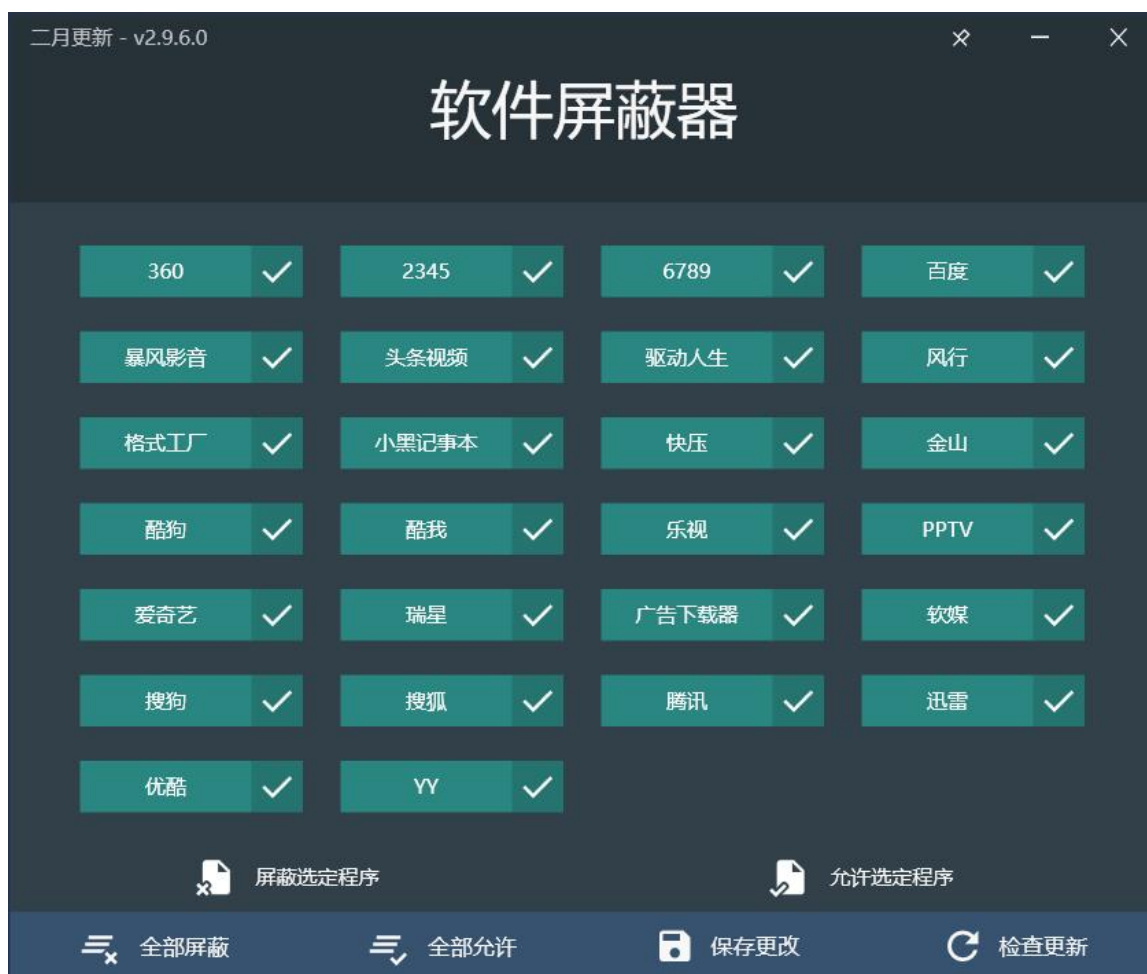 二月更新 - v2.9.6.0
软件屏蔽器
360 2345 6789 百度
暴风影音 头条视频 驱动人生 风行
格式工厂 小黑记事本 快压 金山
酷狗 酷我 乐视 PPTV
爱奇艺 瑞星 广告下载器 软媒
搜狗 搜狐 腾讯 迅雷
优酷 YY
屏蔽选定程序 允许选定程序
全部屏蔽 全部允许 保存更改 检查更新